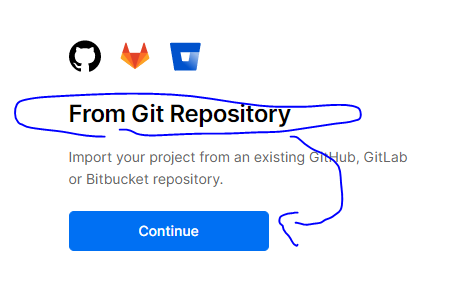 From Git Repository
Import your project from an existing GitHub, GitLab
or Bitbucket repository.
Continue